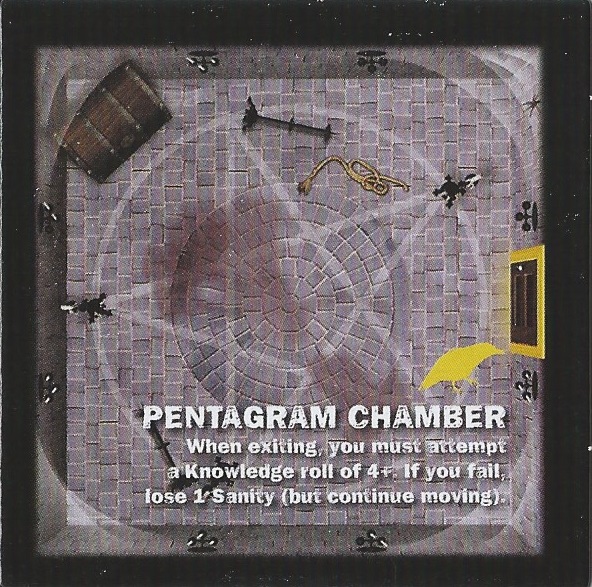 PENTAGRAM CHAMBER
When exiting, you must attempt
a Knowledge roll of 4+. If you fail,
lose 1 Sanity (but continue moving).